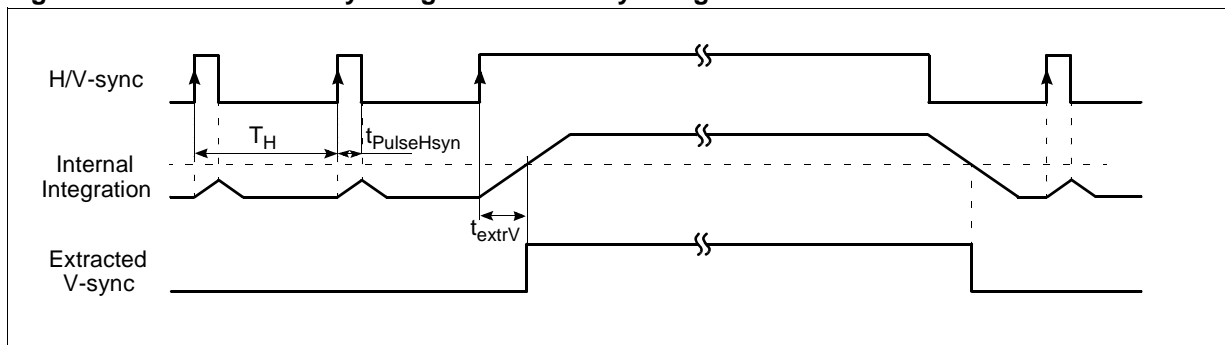 H/V-sync
T_H
t_PulseHsyn
Internal
Integration
t_extrV
Extracted
V-sync